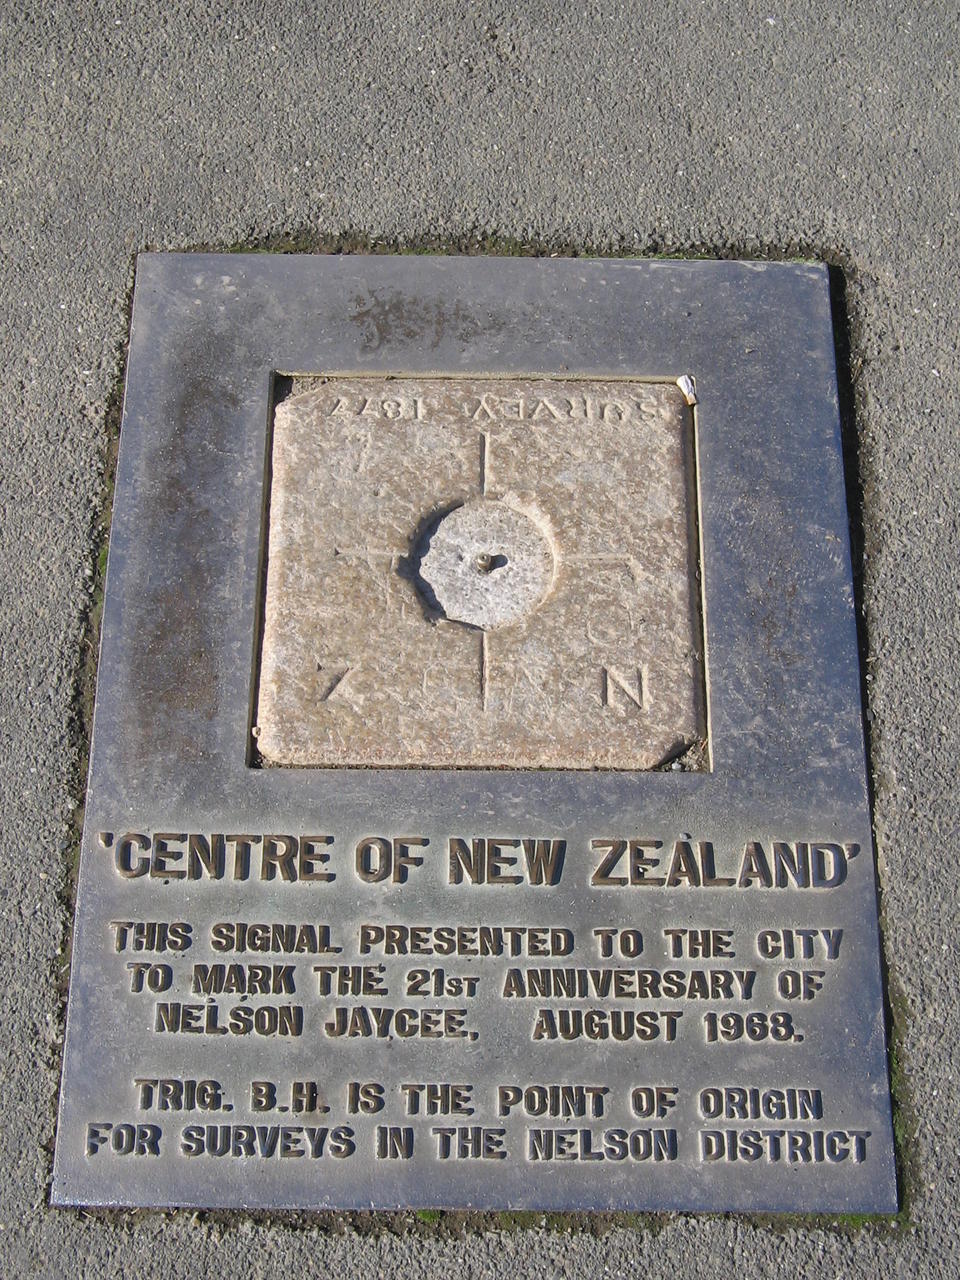 SURVEY, 1877
N Z
'CENTRE OF NEW ZEALAND'
THIS SIGNAL PRESENTED TO THE CITY
TO MARK THE 21ST ANNIVERSARY OF
NELSON JAYCEE, AUGUST 1968.
TRIG. B.H. IS THE POINT OF ORIGIN
FOR SURVEYS IN THE NELSON DISTRICT